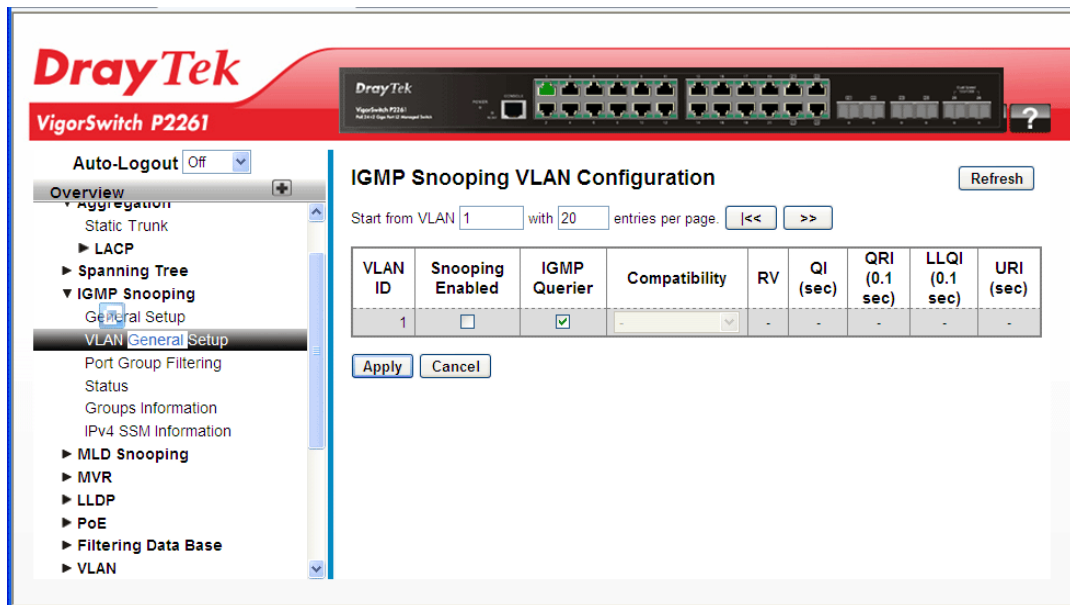 DrayTek
VigorSwitch P2261
DrayTek
VigorSwitch P2261
CONSOLE
POWER
?
Auto-Logout Off
Overview
Aggregation
Static Trunk
LACP
Spanning Tree
IGMP Snooping
General Setup
VLAN General Setup
Port Group Filtering
Status
Groups Information
IPv4 SSM Information
MLD Snooping
MVR
LLDP
PoE
Filtering Data Base
VLAN
IGMP Snooping VLAN Configuration
Refresh
Start from VLAN 1 with 20 entries per page. |<< >>
VLAN ID Snooping Enabled IGMP Querier Compatibility RV QI (sec) QRI (0.1 sec) LLQI (0.1 sec) URI (sec)
1 - - - - - -
Apply Cancel